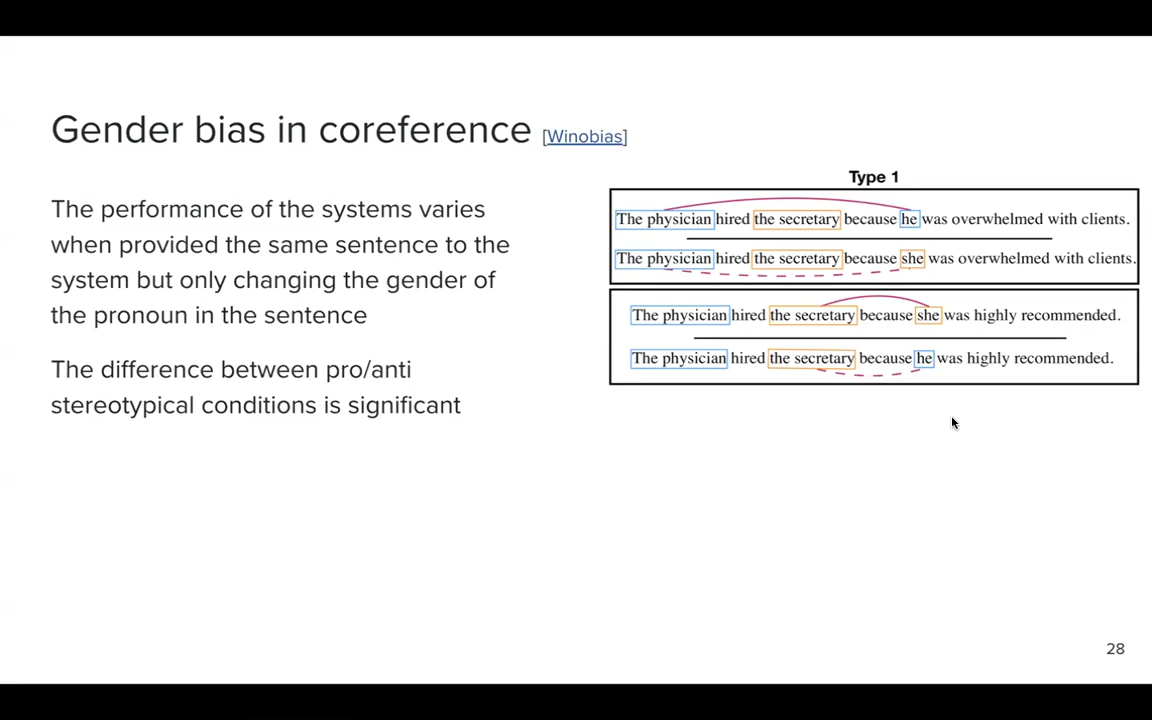 Gender bias in coreference [Winobias]
The performance of the systems varies
when provided the same sentence to the
system but only changing the gender of
the pronoun in the sentence
The difference between pro/anti
stereotypical conditions is significant
Type 1
The physician hired the secretary because he was overwhelmed with clients.
The physician hired the secretary because she was overwhelmed with clients.
The physician hired the secretary because she was highly recommended.
The physician hired the secretary because he was highly recommended.
28